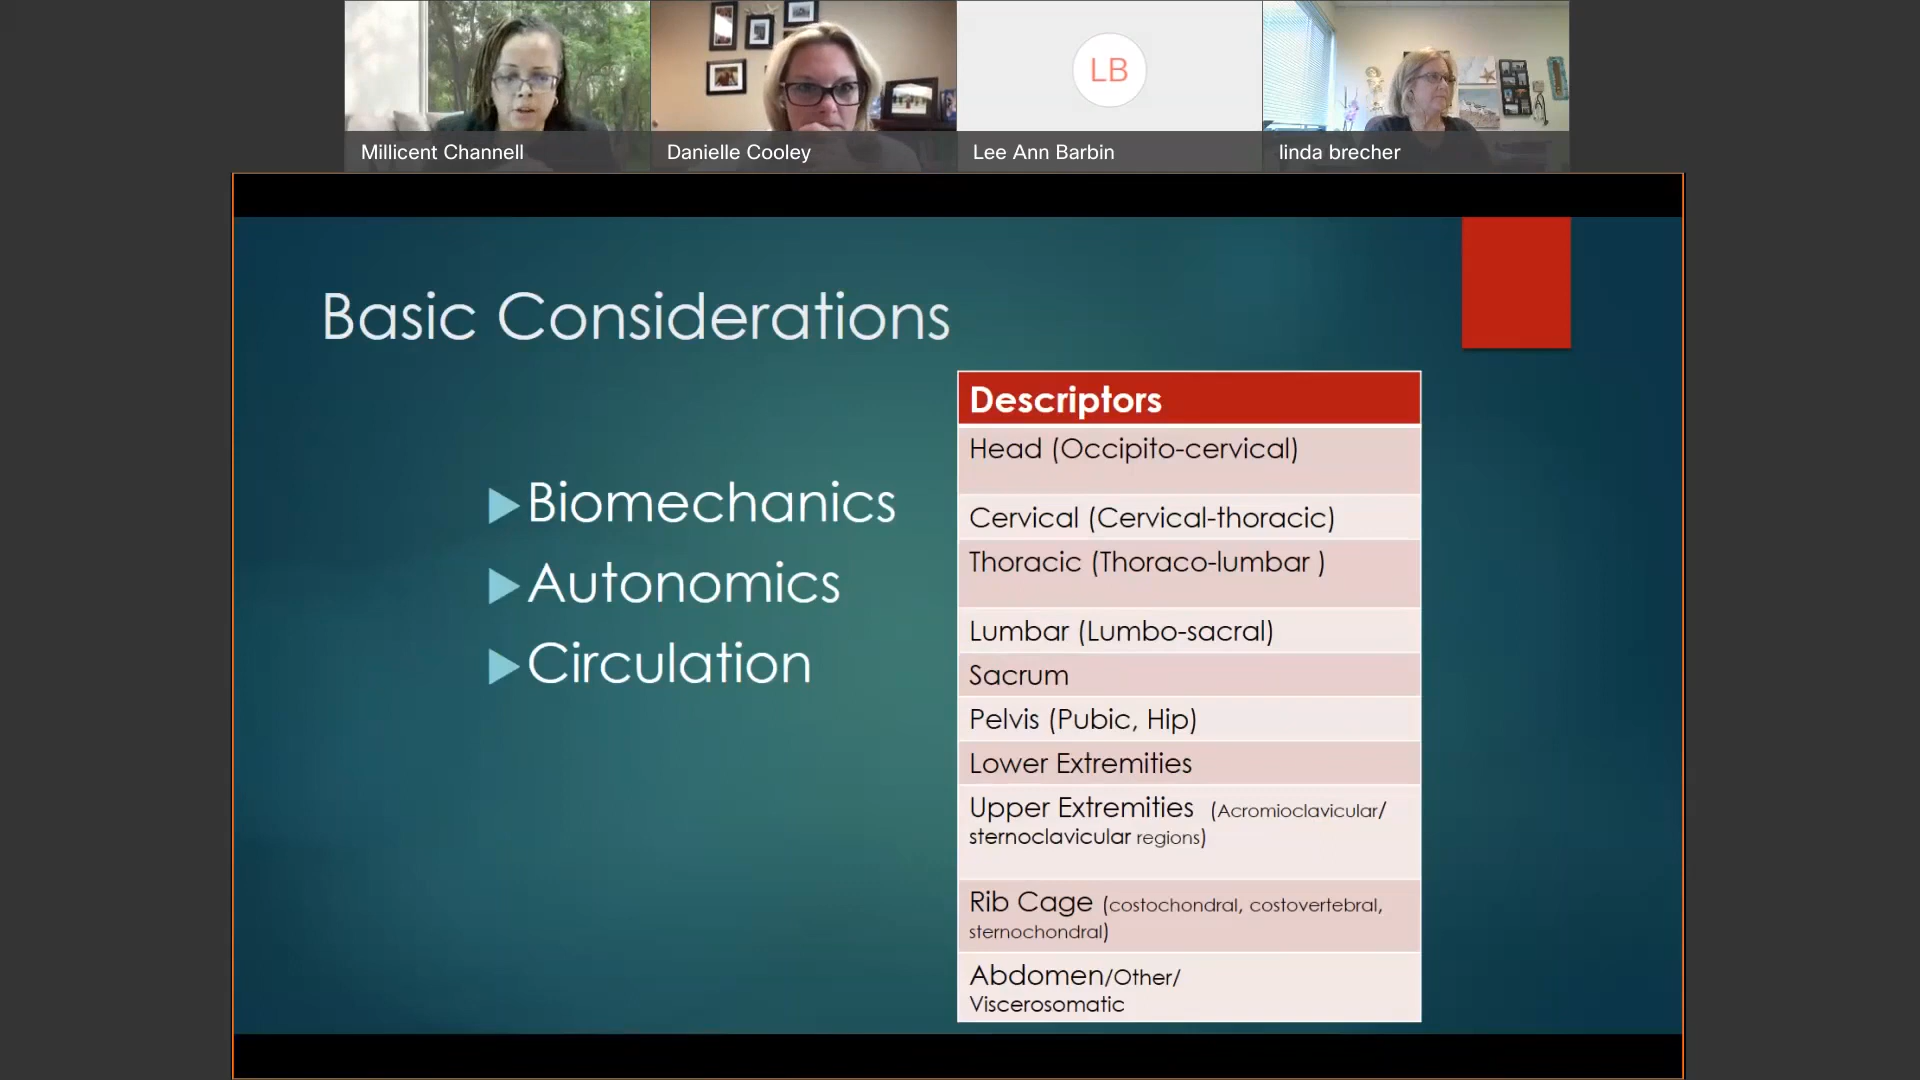 Millicent Channell
Danielle Cooley
LB
Lee Ann Barbin
linda brecher
Basic Considerations
Biomechanics
Autonomics
Circulation
Descriptors
Head (Occipito-cervical)
Cervical (Cervical-thoracic)
Thoracic (Thoraco-lumbar )
Lumbar (Lumbo-sacral)
Sacrum
Pelvis (Pubic, Hip)
Lower Extremities
Upper Extremities (Acromioclavicular/
sternoclavicular regions)
Rib Cage (costochondral, costovertebral,
sternochondral)
Abdomen/Other/
Viscerosomatic